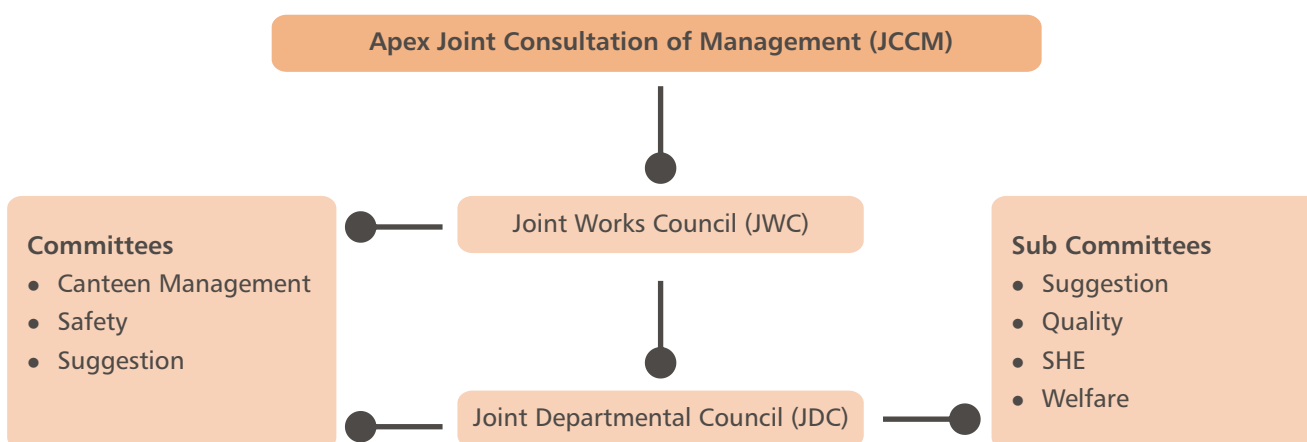 Apex Joint Consultation of Management (JCCM)
Joint Works Council (JWC)
Committees
● Canteen Management
● Safety
● Suggestion
Sub Committees
● Suggestion
● Quality
● SHE
● Welfare
Joint Departmental Council (JDC)